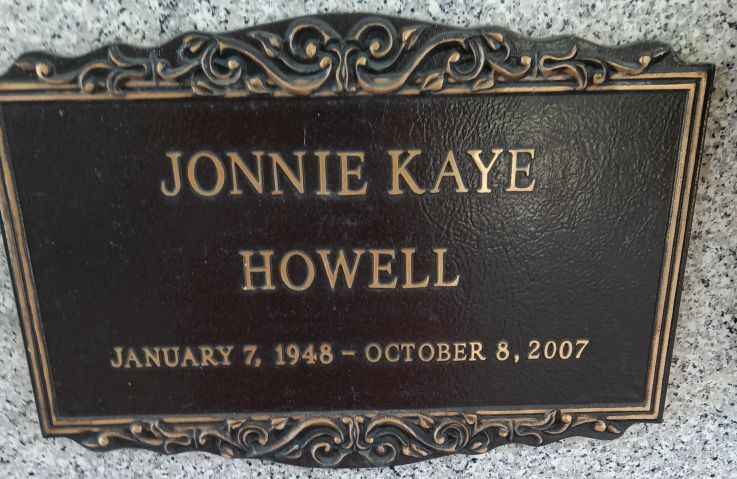 JONNIE KAYE
HOWELL
JANUARY 7, 1948 – OCTOBER 8, 2007